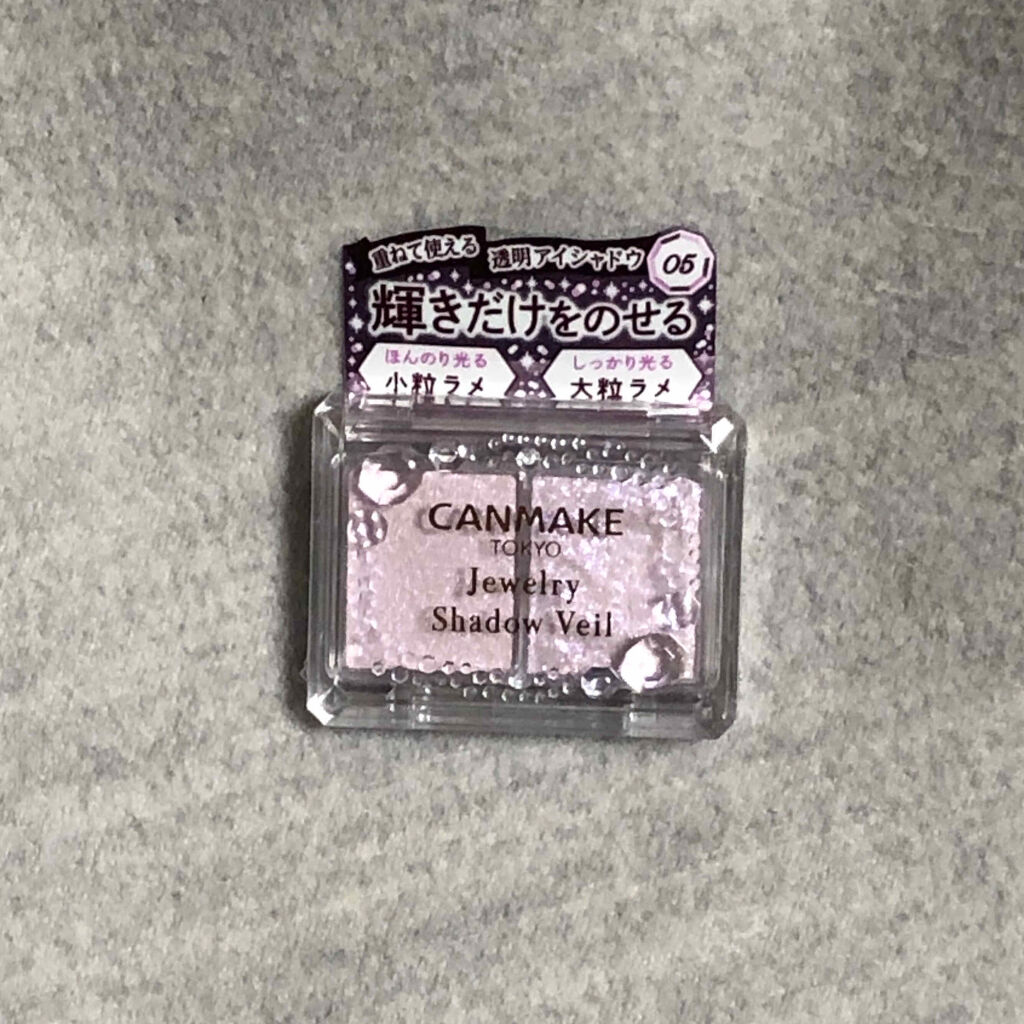 重ねて使える 透明アイシャドウ 05
輝きだけをのせる
ほんのり光る しっかり光る
小粒ラメ 大粒ラメ
CANMAKE
TOKYO
Jewelry
Shadow Veil